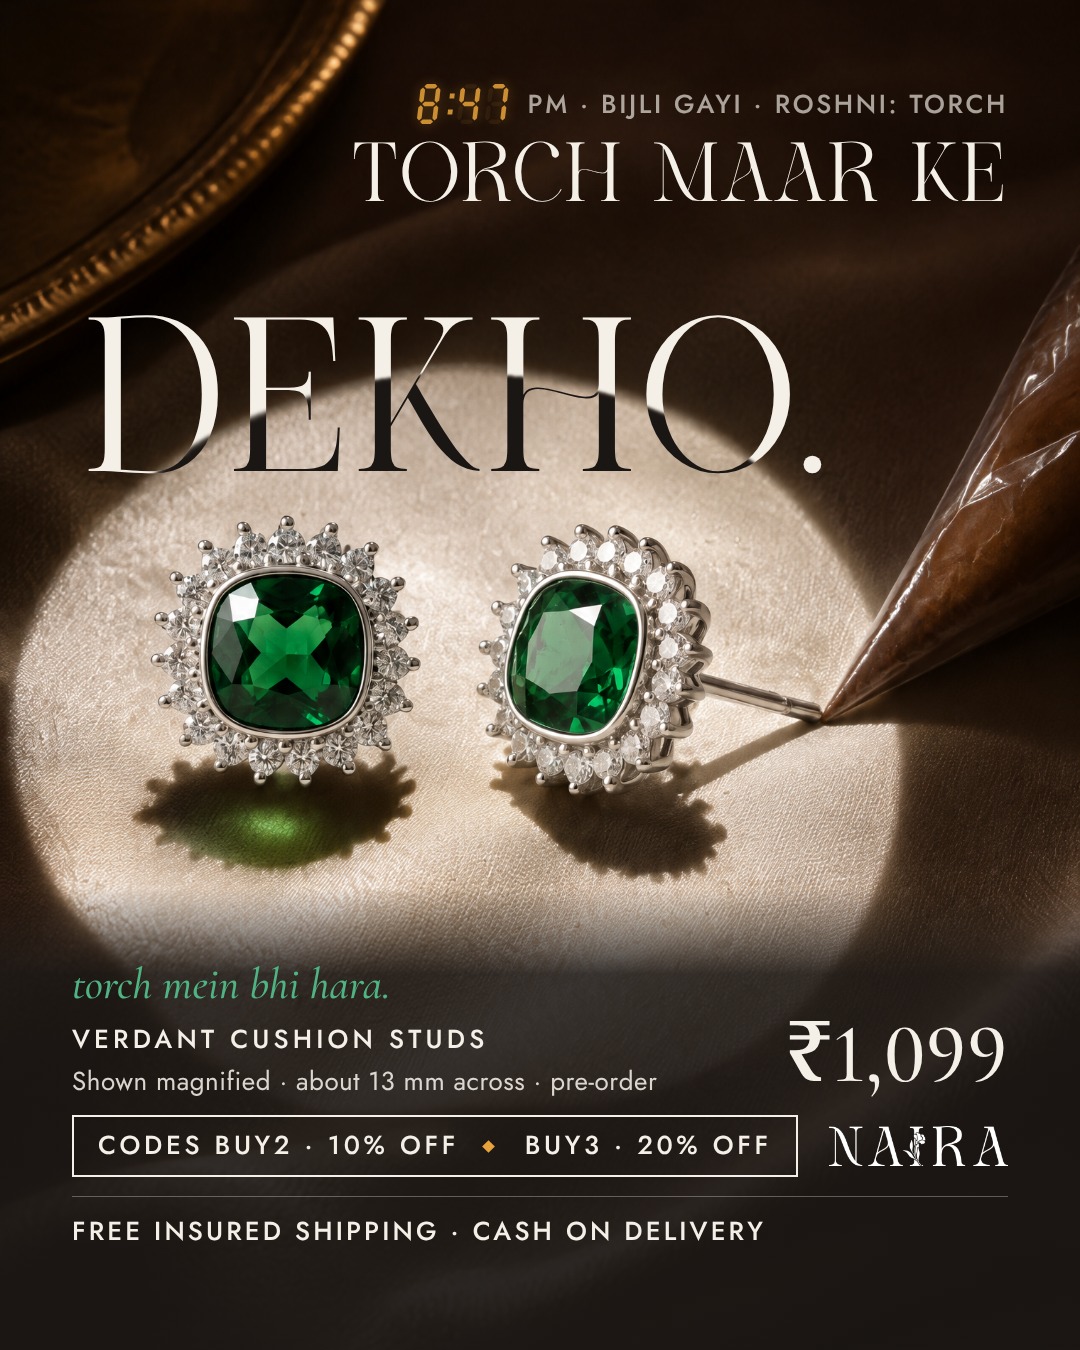 8:47 PM · BIJLI GAYI · ROSHNI: TORCH
TORCH MAAR KE
DEKHO.
torch mein bhi hara.
VERDANT CUSHION STUDS
₹1,099
Shown magnified · about 13 mm across · pre-order
CODES BUY2 · 10% OFF ◆ BUY3 · 20% OFF
NAIRA
FREE INSURED SHIPPING · CASH ON DELIVERY